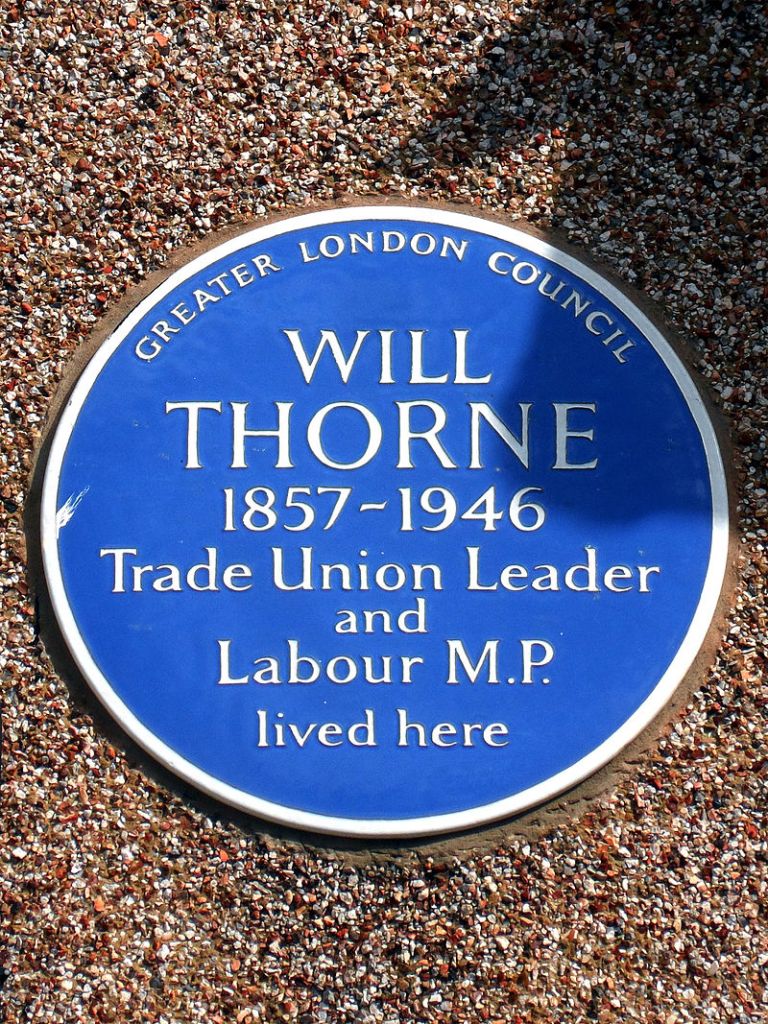 GREATER LONDON COUNCIL
WILL
THORNE
1857~1946
Trade Union Leader
and
Labour M.P.
lived here